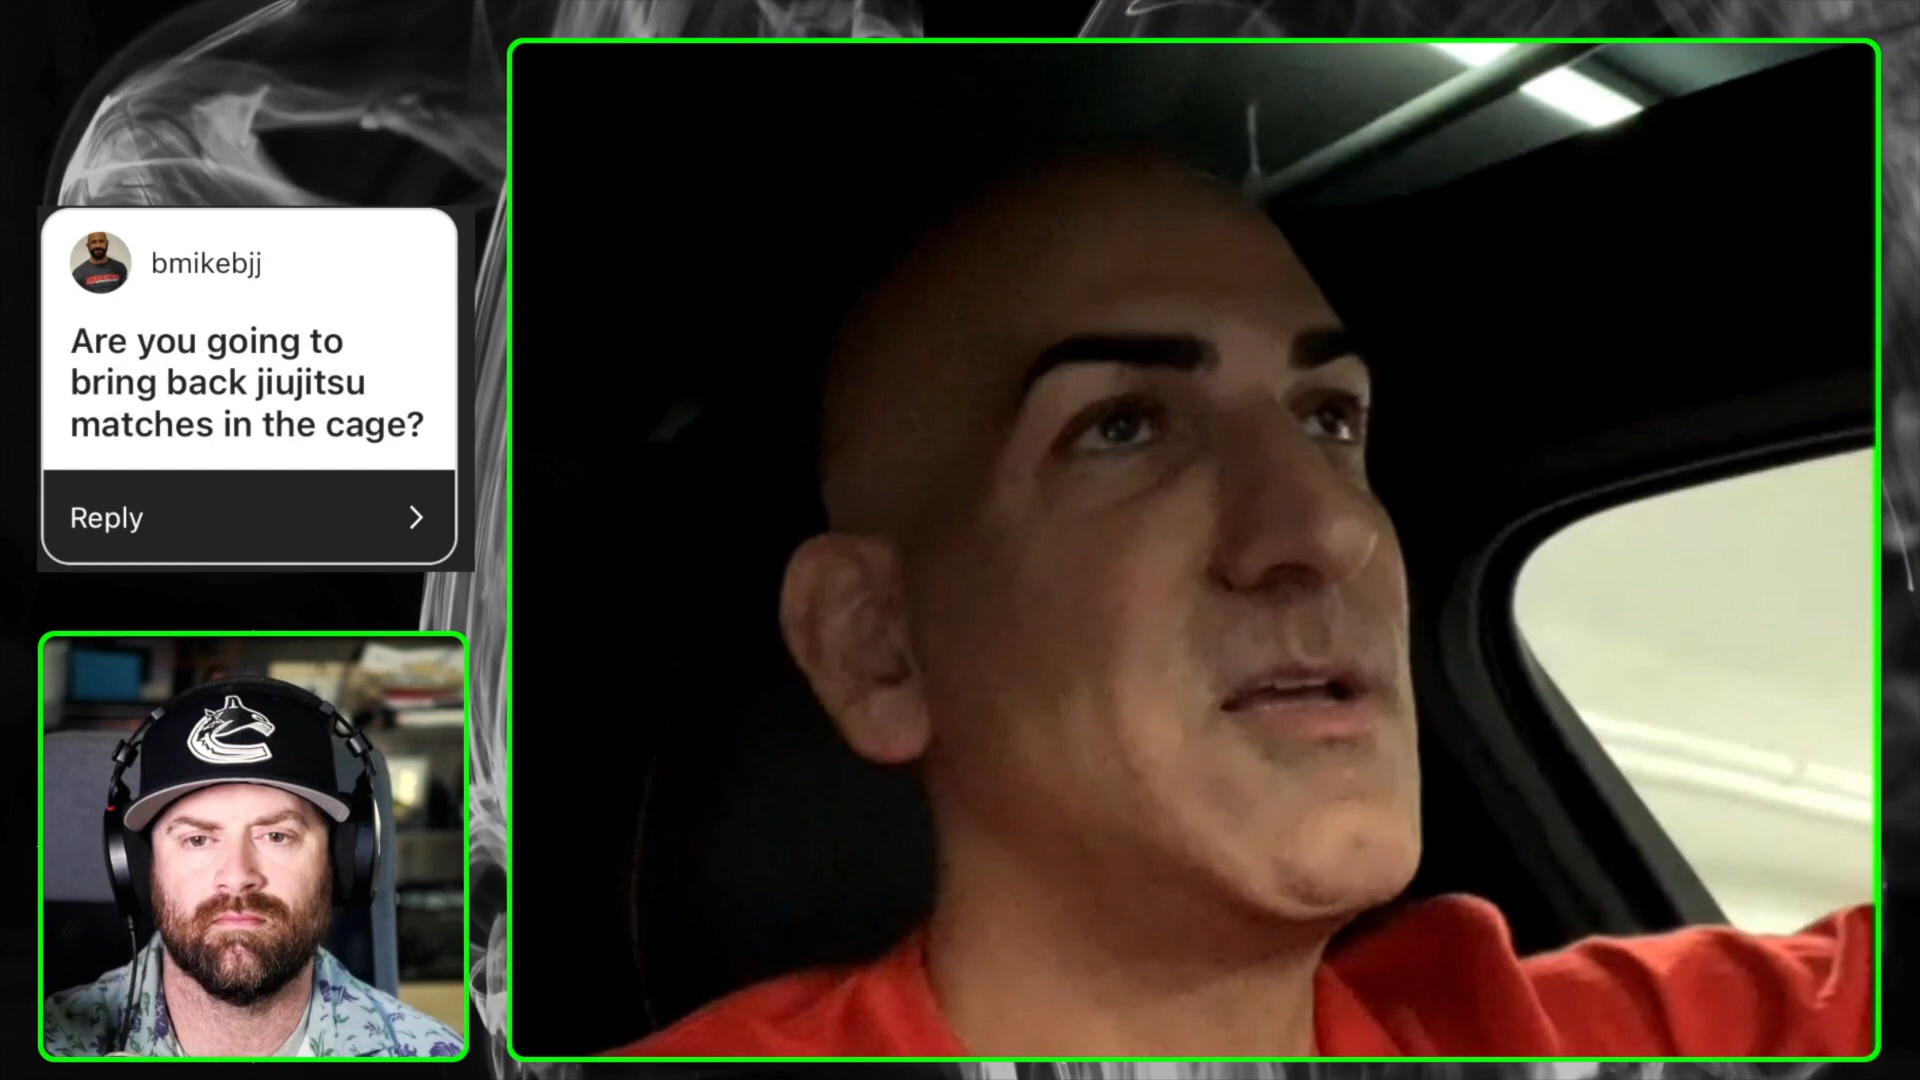 bmikebjj
Are you going to
bring back jiujitsu
matches in the cage?
Reply